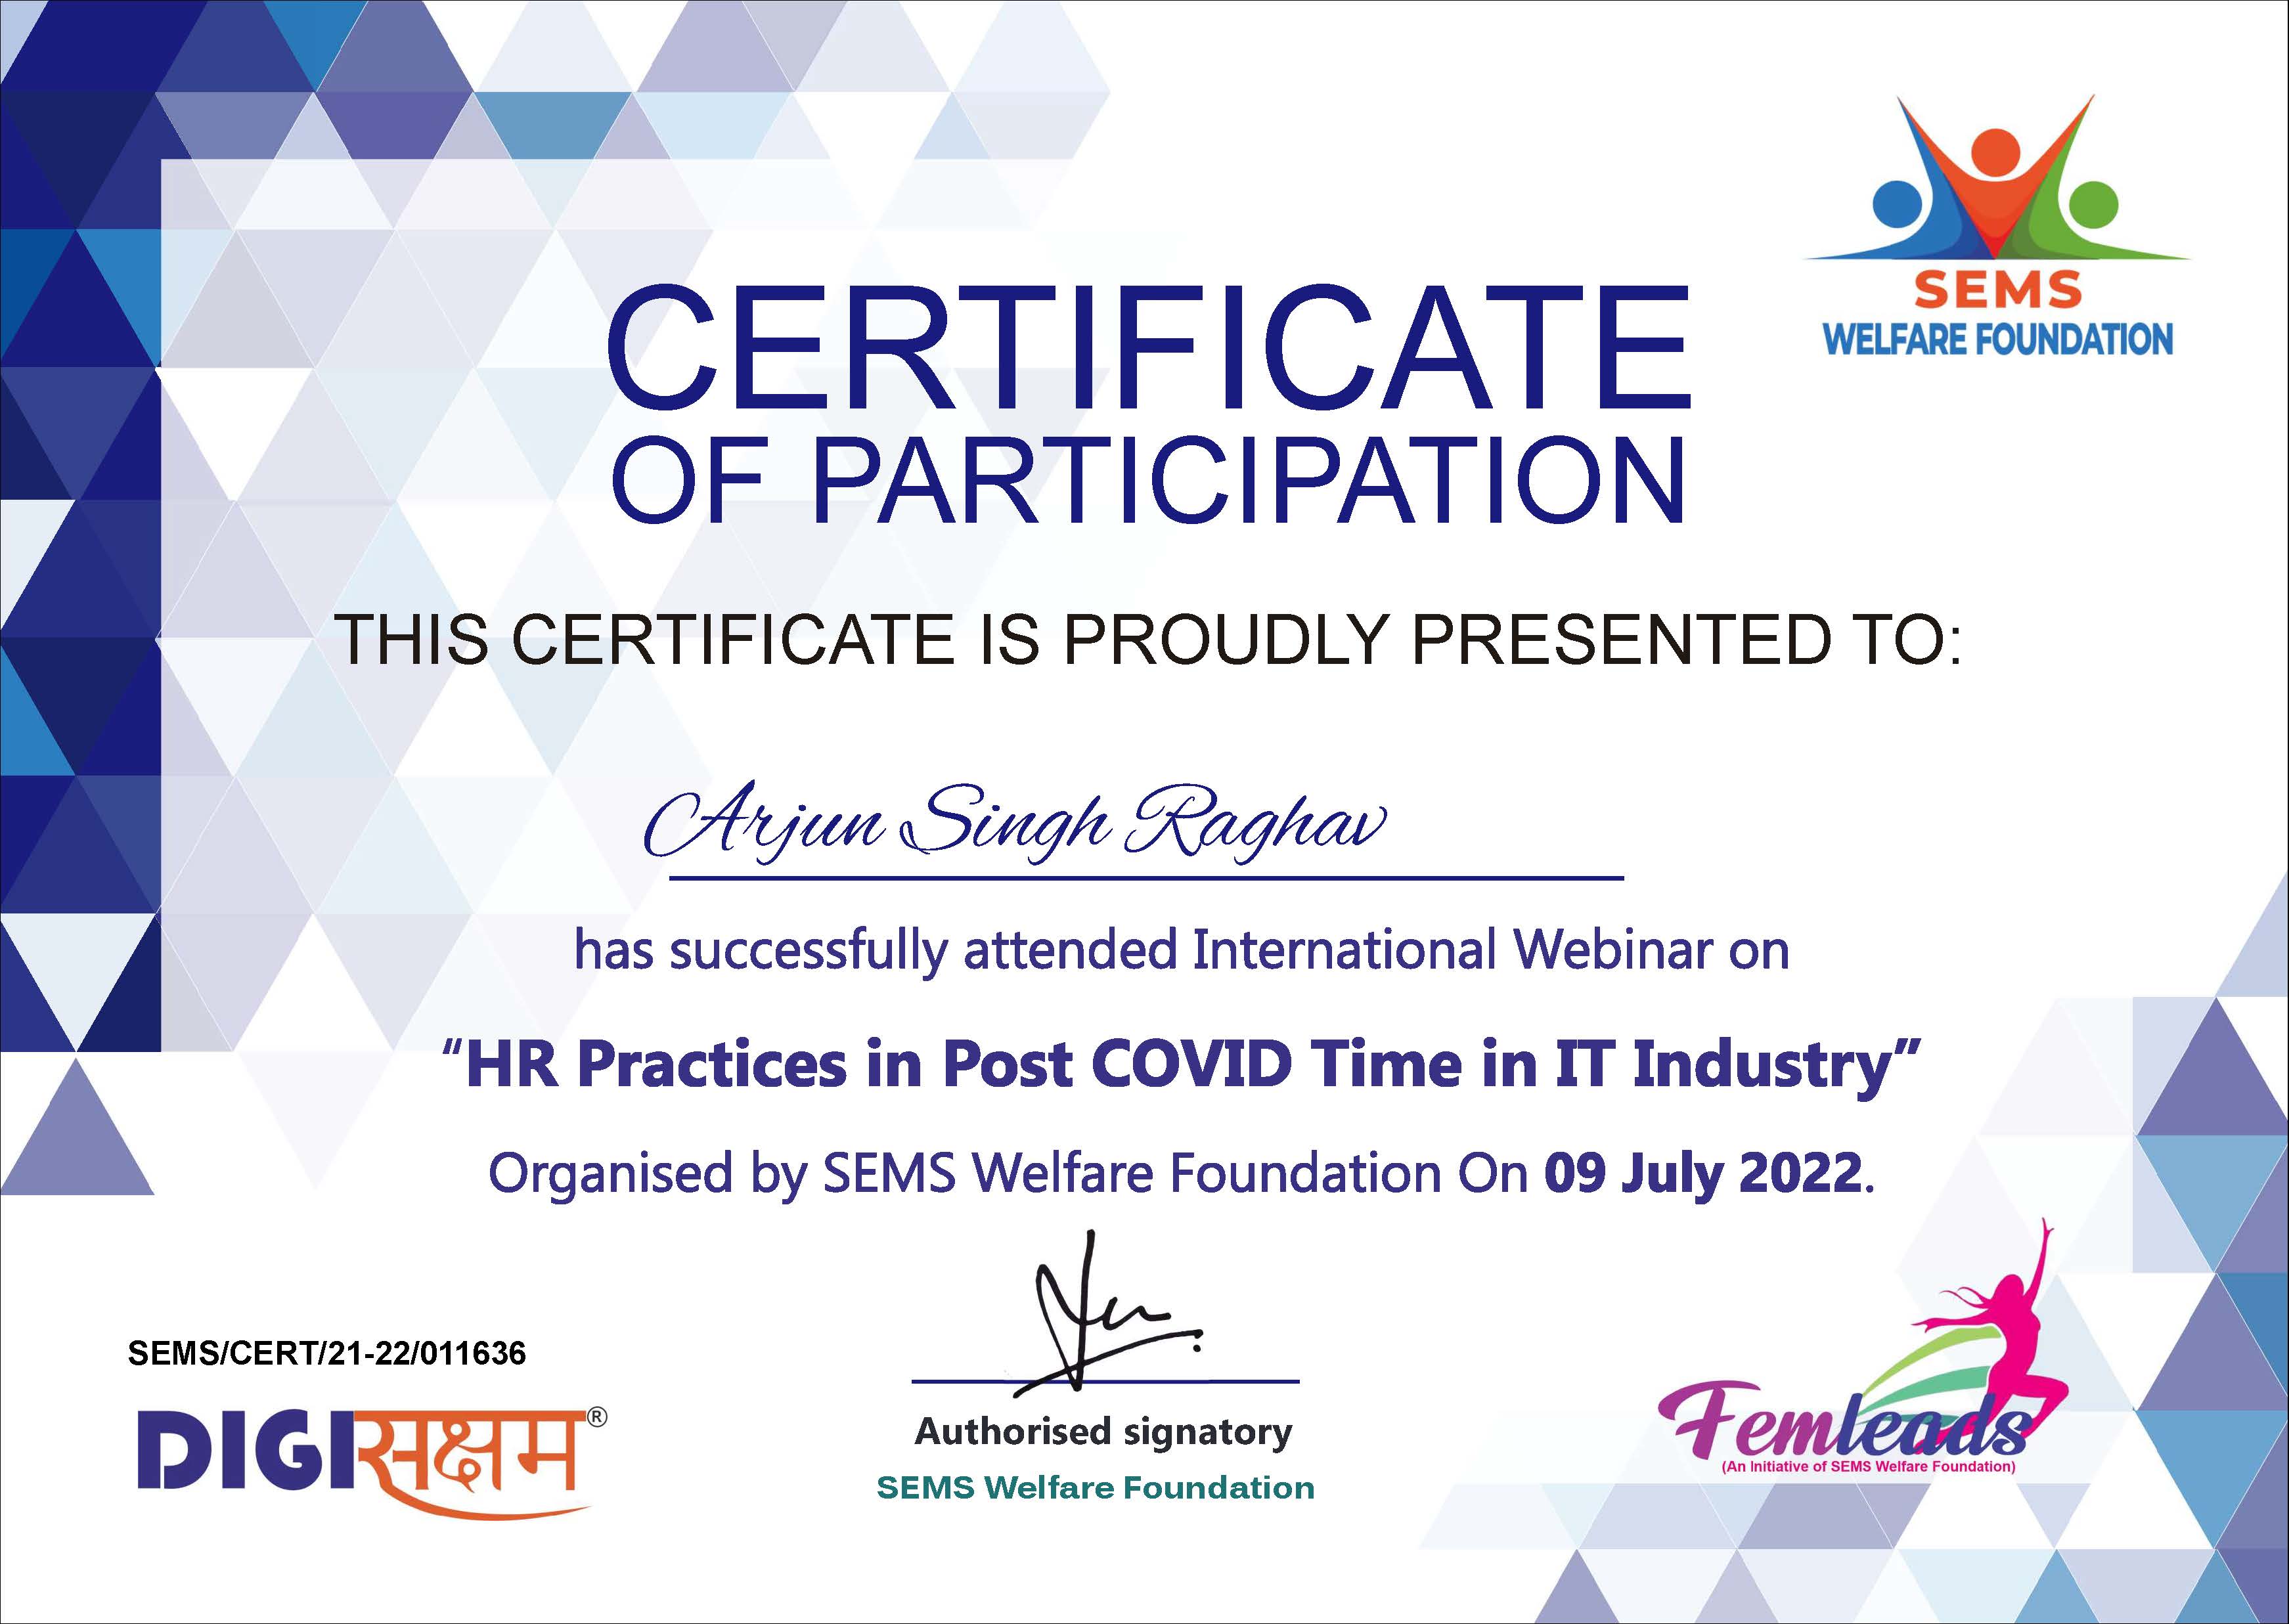 SEMS
WELFARE FOUNDATION
CERTIFICATE
OF PARTICIPATION
THIS CERTIFICATE IS PROUDLY PRESENTED TO:
Arjun Singh Raghav
has successfully attended International Webinar on
“HR Practices in Post COVID Time in IT Industry”
Organised by SEMS Welfare Foundation On 09 July 2022.
SEMS/CERT/21-22/011636
DIGIसक्षम®
Authorised signatory
SEMS Welfare Foundation
Femleads
(An Initiative of SEMS Welfare Foundation)